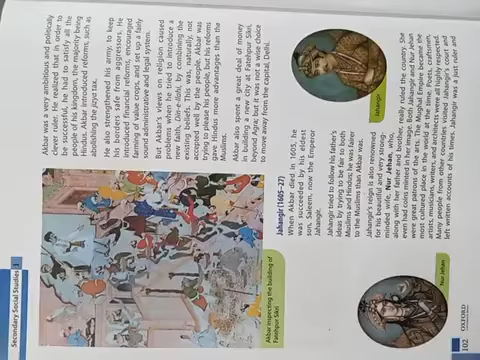 Secondary Social Studies 3
Akbar was a very ambitious and politically
clever ruler. He realized that in order to
be successful, he had to satisfy all the
people of his kingdom, the majority being
Hindus. Akbar introduced reforms, such as
abolishing the jizya tax.
He also strengthened his army, to keep
his borders safe from aggressors. He
introduced financial reforms, encouraged
farming of value crops, and set up a fairly
sound administrative and legal system.
But Akbar's views on religion caused
problems when he tried to introduce a
new faith, Din-e-Ilahi, by combining the
existing beliefs. This was, naturally, not
accepted well by the people. Akbar was
trying to please his people, but his reforms
gave Hindus more advantages than the
Muslims.
Akbar also spent a great deal of money
in building a new city at Fatehpur Sikri,
before Agra but it was not a wise choice
to move away from the capital, Delhi.
Akbar inspecting the building of
Fatehpur Sikri
Jahangir (1605–27)
When Akbar died in 1605, he
was succeeded by his eldest
son, Saleem, now the Emperor
Jahangir.
Jahangir tried to follow his father's
ideas by trying to be fair to both
Muslims and Hindus; he was fairer
to the Muslims than Akbar was.
Jahangir's reign is also renowned
for his beautiful and very strong-
minded wife, Nur Jehan, who,
along with her father and brother, really ruled the country. She
even had coins minted in her image. Both Jahangir and Nur Jehan
were great patrons of the arts. The Mughal Empire became the
most cultured place in the world at the time. Poets, craftsmen,
artists, musicians, writers, and architects were all highly respected.
Many people from other countries visited Jahangir's court and
left written accounts of his times. Jahangir was a just ruler and
Jahangir
Nur Jehan
102
OXFORD